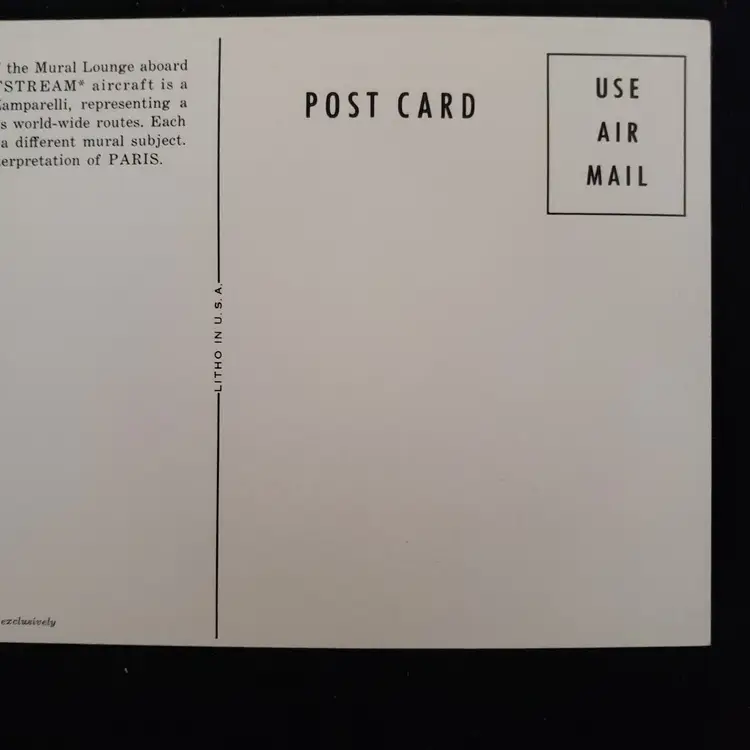 the Mural Lounge aboard
TSTREAM* aircraft is a
amparelli, representing a
s world-wide routes. Each
a different mural subject.
erpretation of PARIS.
exclusively
LITHO IN U.S.A.
POST CARD
USE
AIR
MAIL